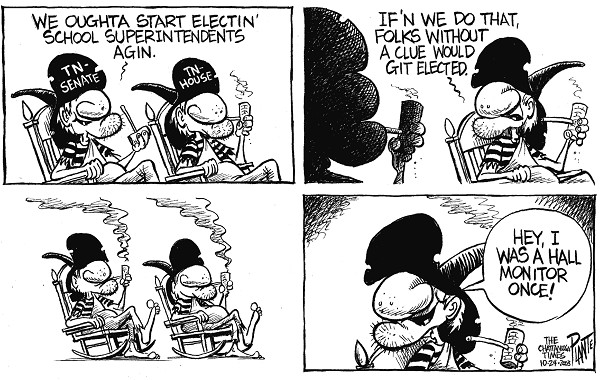 WE OUGHTA START ELECTIN'
SCHOOL SUPERINTENDENTS
AGIN.
TN-
SENATE
TN-
HOUSE
IF'N WE DO THAT,
FOLKS WITHOUT
A CLUE WOULD
GIT ELECTED.
HEY, I
WAS A HALL
MONITOR
ONCE!
THE
CHATTANOOGA
TIMES
PLANTE